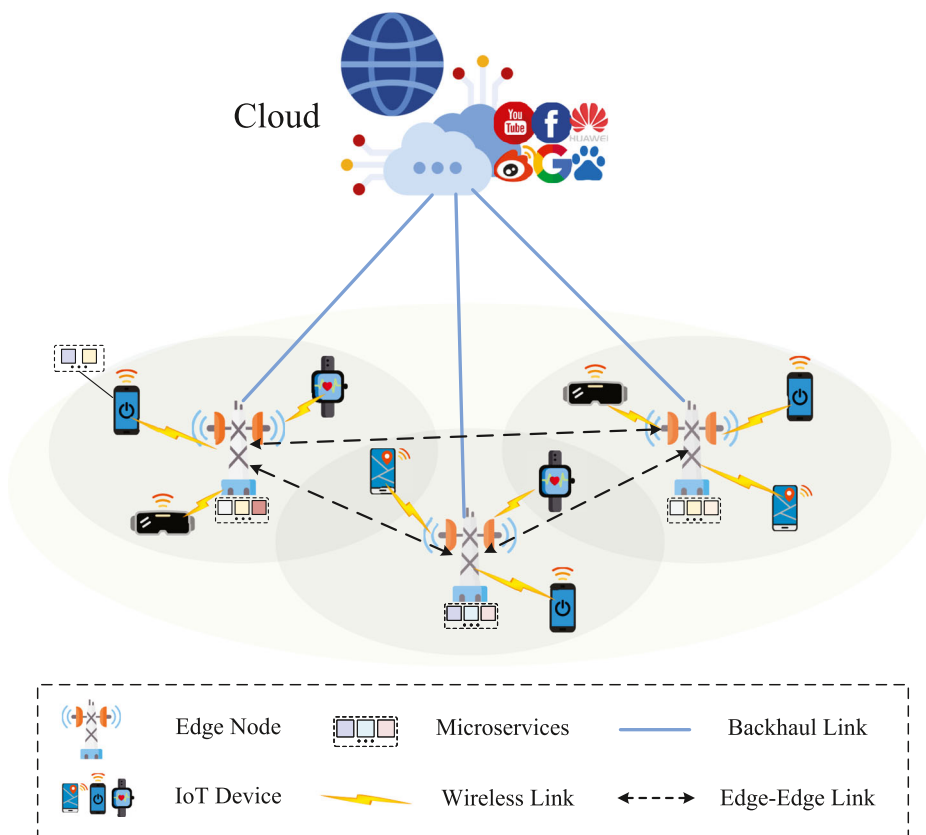 Cloud
You
Tube
f
HUAWEI
G
Edge Node
Microservices
Backhaul Link
IoT Device
Wireless Link
Edge-Edge Link